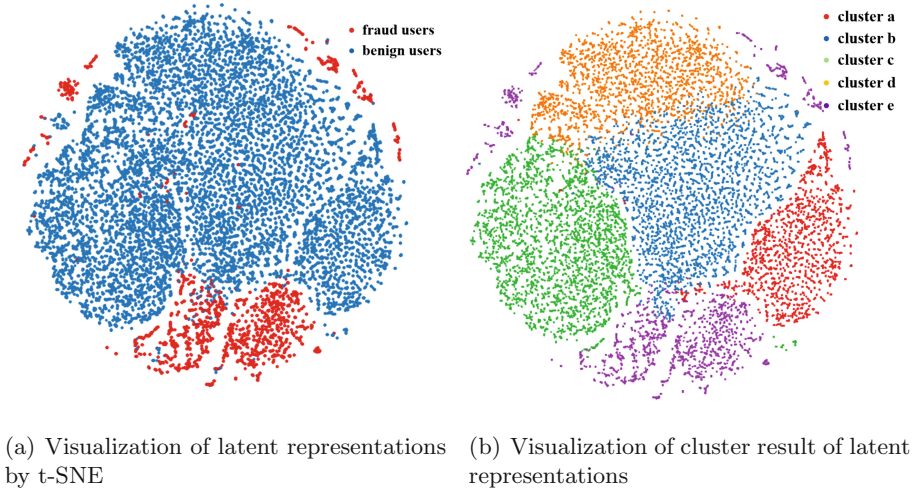 fraud users
benign users
cluster a
cluster b
cluster c
cluster d
cluster e
(a) Visualization of latent representations
by t-SNE
(b) Visualization of cluster result of latent
representations